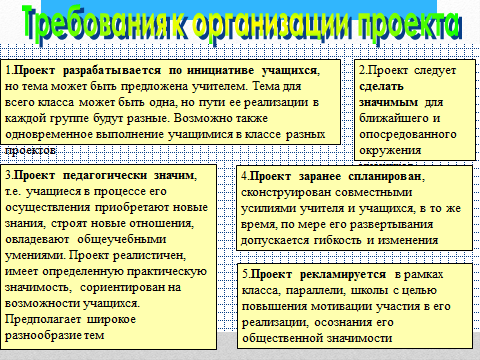 Требования к организации проекта
1.Проект разрабатывается по инициативе учащихся,
но тема может быть предложена учителем. Тема для
всего класса может быть одна, но пути ее реализации в
каждой группе будут разные. Возможно также
одновременное выполнение учащимися в классе разных
проектов
2.Проект следует
сделать
значимым для
ближайшего и
опосредованного
окружения
3.Проект педагогически значим,
т.е. учащиеся в процессе его
осуществления приобретают новые
знания, строят новые отношения,
овладевают общеучебными
умениями. Проект реалистичен,
имеет определенную практическую
значимость, сориентирован на
возможности учащихся.
Предполагает широкое
разнообразие тем
4.Проект заранее спланирован,
сконструирован совместными
усилиями учителя и учащихся, в то же
время, по мере его развертывания
допускается гибкость и изменения
5.Проект рекламируется в рамках
класса, параллели, школы с целью
повышения мотивации участия в его
реализации, осознания его
общественной значимости